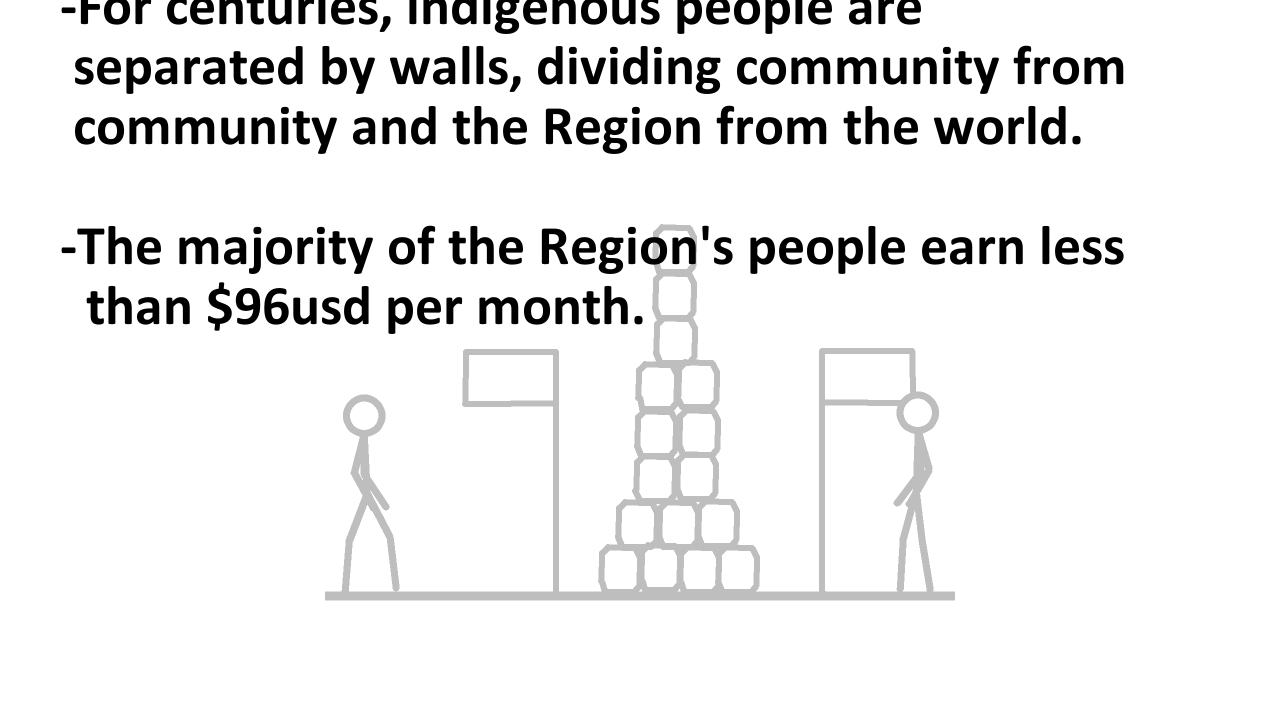 -For centuries, indigenous people are
separated by walls, dividing community from
community and the Region from the world.
-The majority of the Region's people earn less
than $96usd per month.